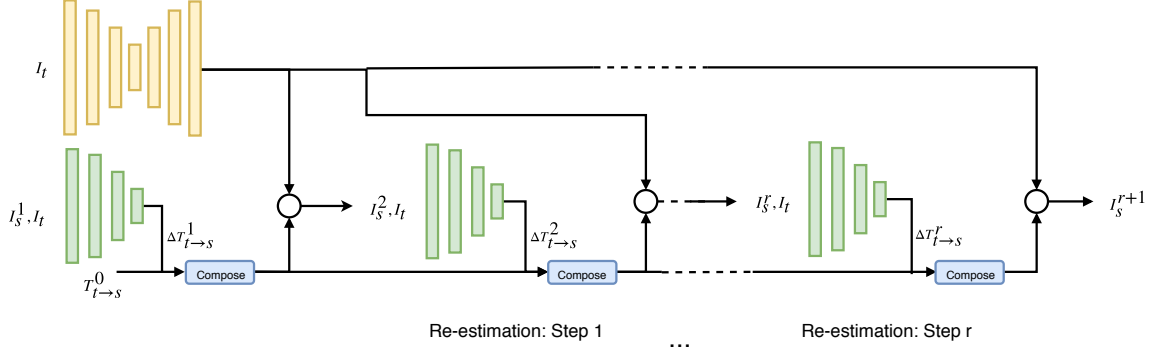 I_t
I_s^1, I_t
ΔT_{t→s}^1
T_{t→s}^0
Compose
I_s^2, I_t
ΔT_{t→s}^2
Compose
I_s^r, I_t
ΔT_{t→s}^r
Compose
I_s^{r+1}
Re-estimation: Step 1
...
Re-estimation: Step r